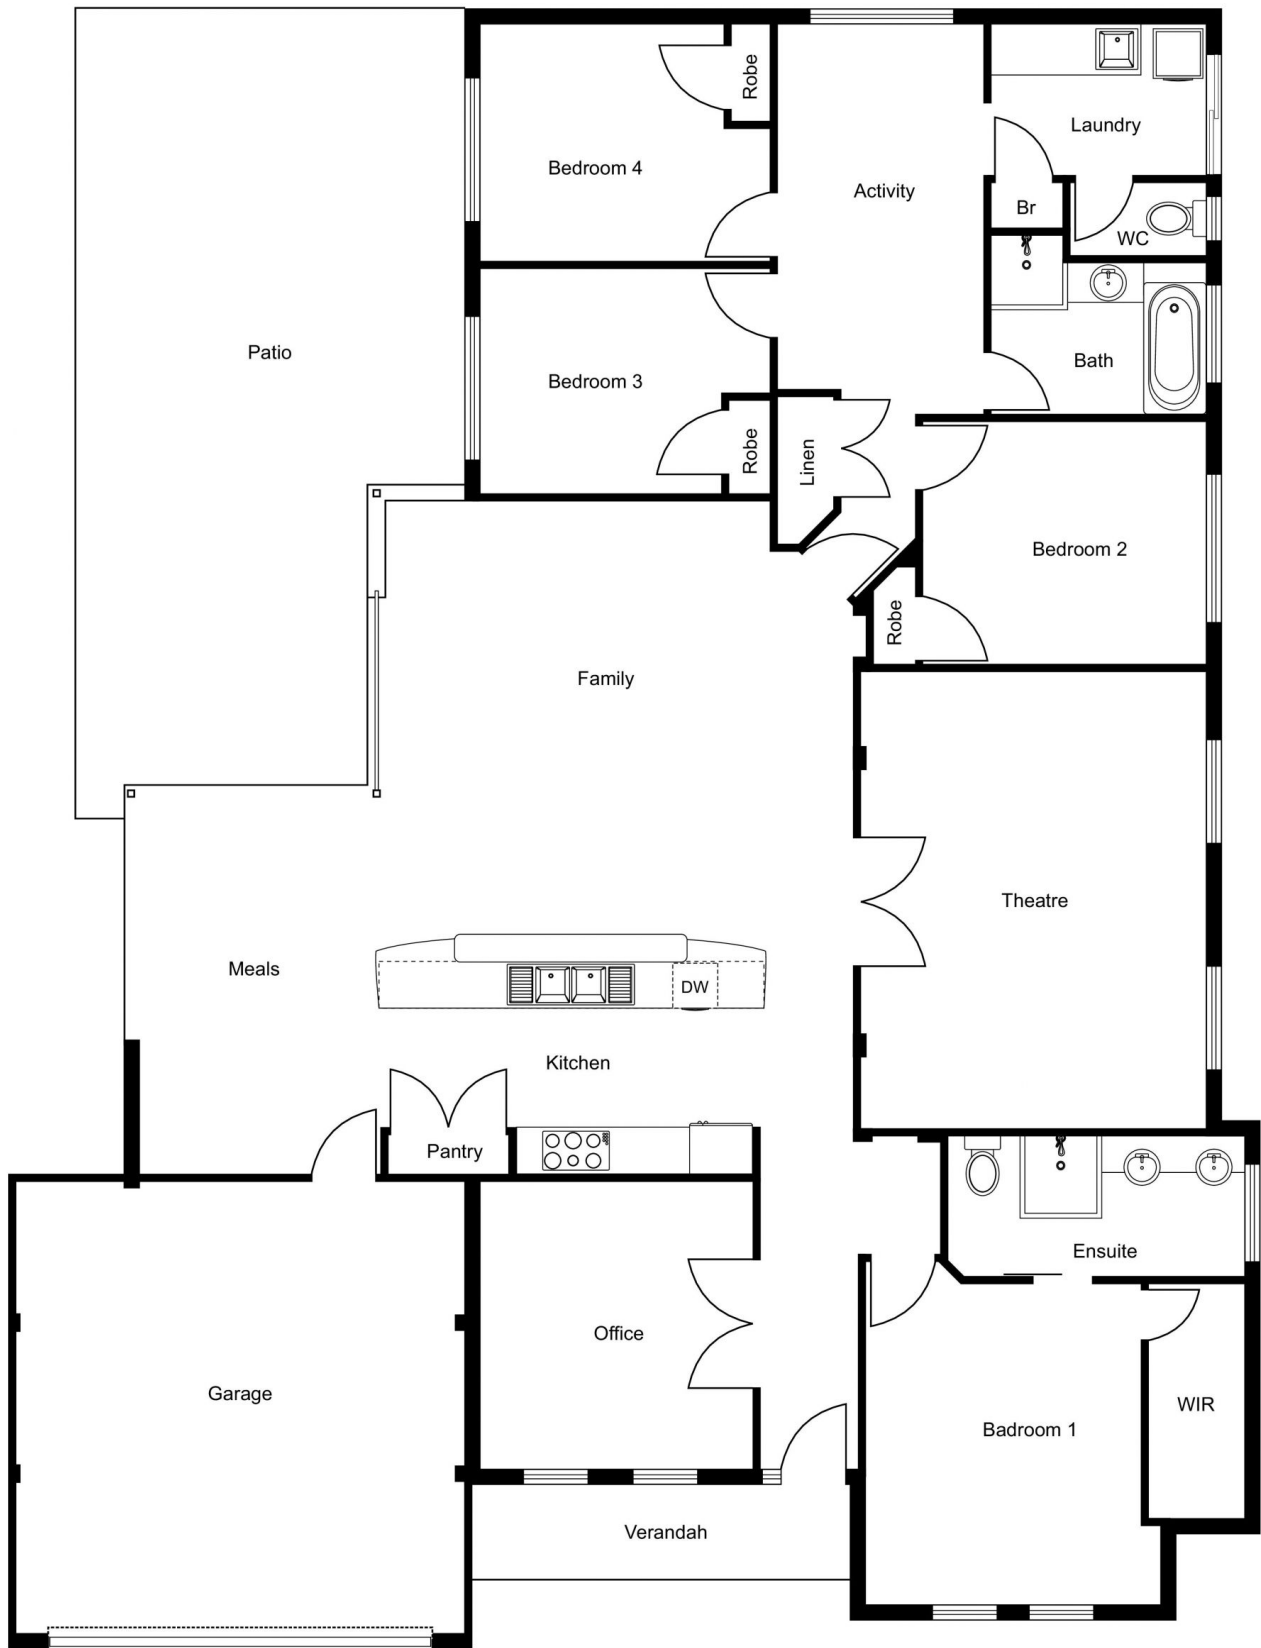 Robe
Laundry
Bedroom 4
Activity
Br
WC
Patio
Bath
Bedroom 3
Robe
Linen
Bedroom 2
Robe
Family
Theatre
Meals
DW
Kitchen
Pantry
Ensuite
Office
Garage
WIR
Badroom 1
Verandah